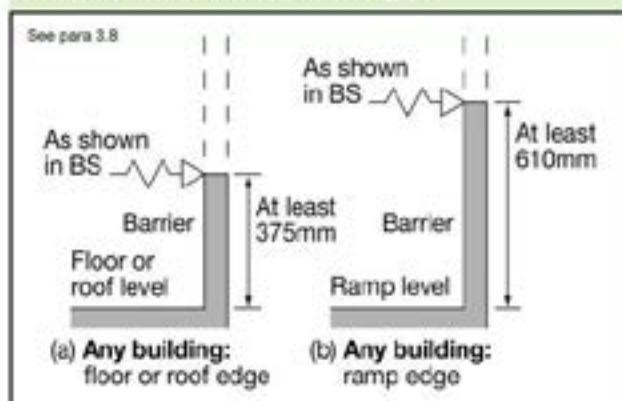 See para 3.8
As shown
in BS
At least
375mm
Barrier
Floor or
roof level
(a) Any building:
floor or roof edge
As shown
in BS
At least
610mm
Barrier
Ramp level
(b) Any building:
ramp edge